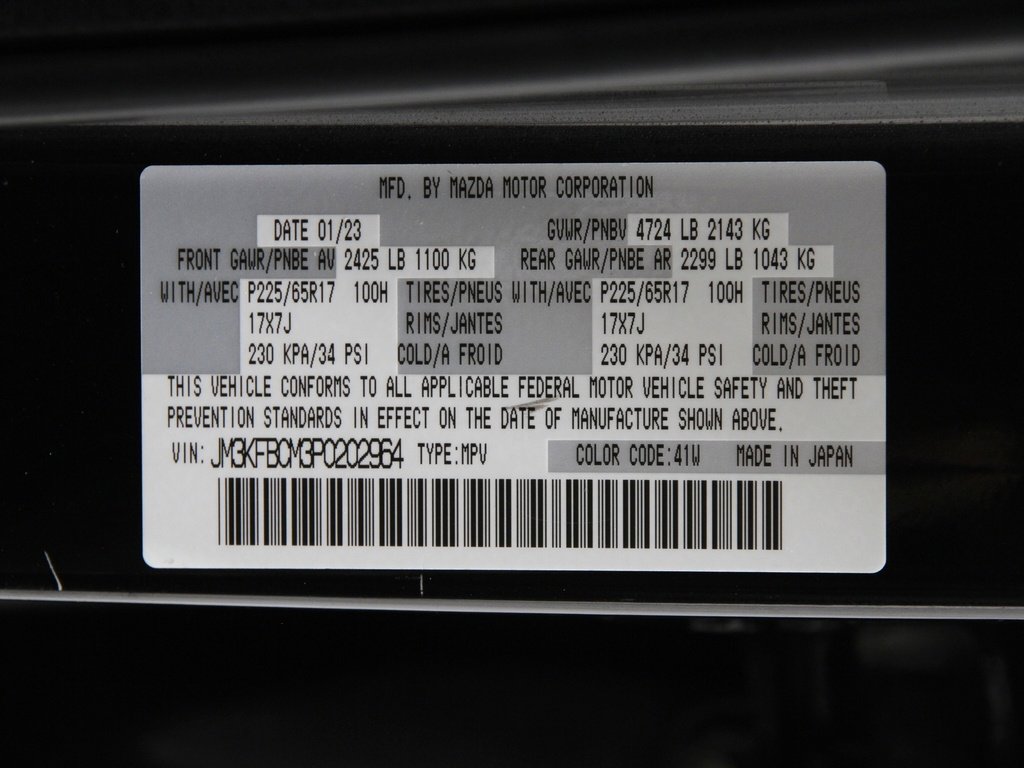 MFD. BY MAZDA MOTOR CORPORATION
DATE 01/23 GVWR/PNBV 4724 LB 2143 KG
FRONT GAWR/PNBE AV 2425 LB 1100 KG REAR GAWR/PNBE AR 2299 LB 1043 KG
WITH/AVEC P225/65R17 100H TIRES/PNEUS WITH/AVEC P225/65R17 100H TIRES/PNEUS
17X7J RIMS/JANTES 17X7J RIMS/JANTES
230 KPA/34 PSI COLD/A FROID 230 KPA/34 PSI COLD/A FROID
THIS VEHICLE CONFORMS TO ALL APPLICABLE FEDERAL MOTOR VEHICLE SAFETY AND THEFT
PREVENTION STANDARDS IN EFFECT ON THE DATE OF MANUFACTURE SHOWN ABOVE.
VIN: JM3KFBCM3P0202964 TYPE:MPV COLOR CODE:41W MADE IN JAPAN